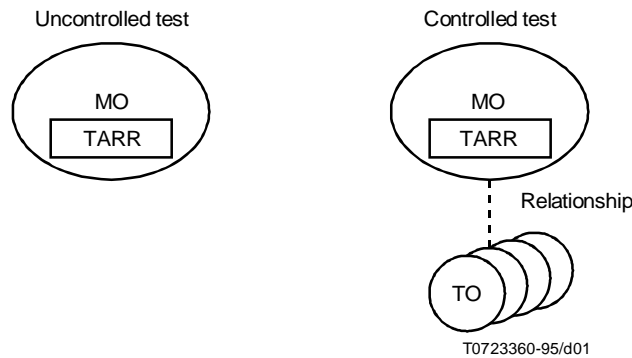 Uncontrolled test
Controlled test
MO
TARR
MO
TARR
Relationship
TO
T0723360-95/d01